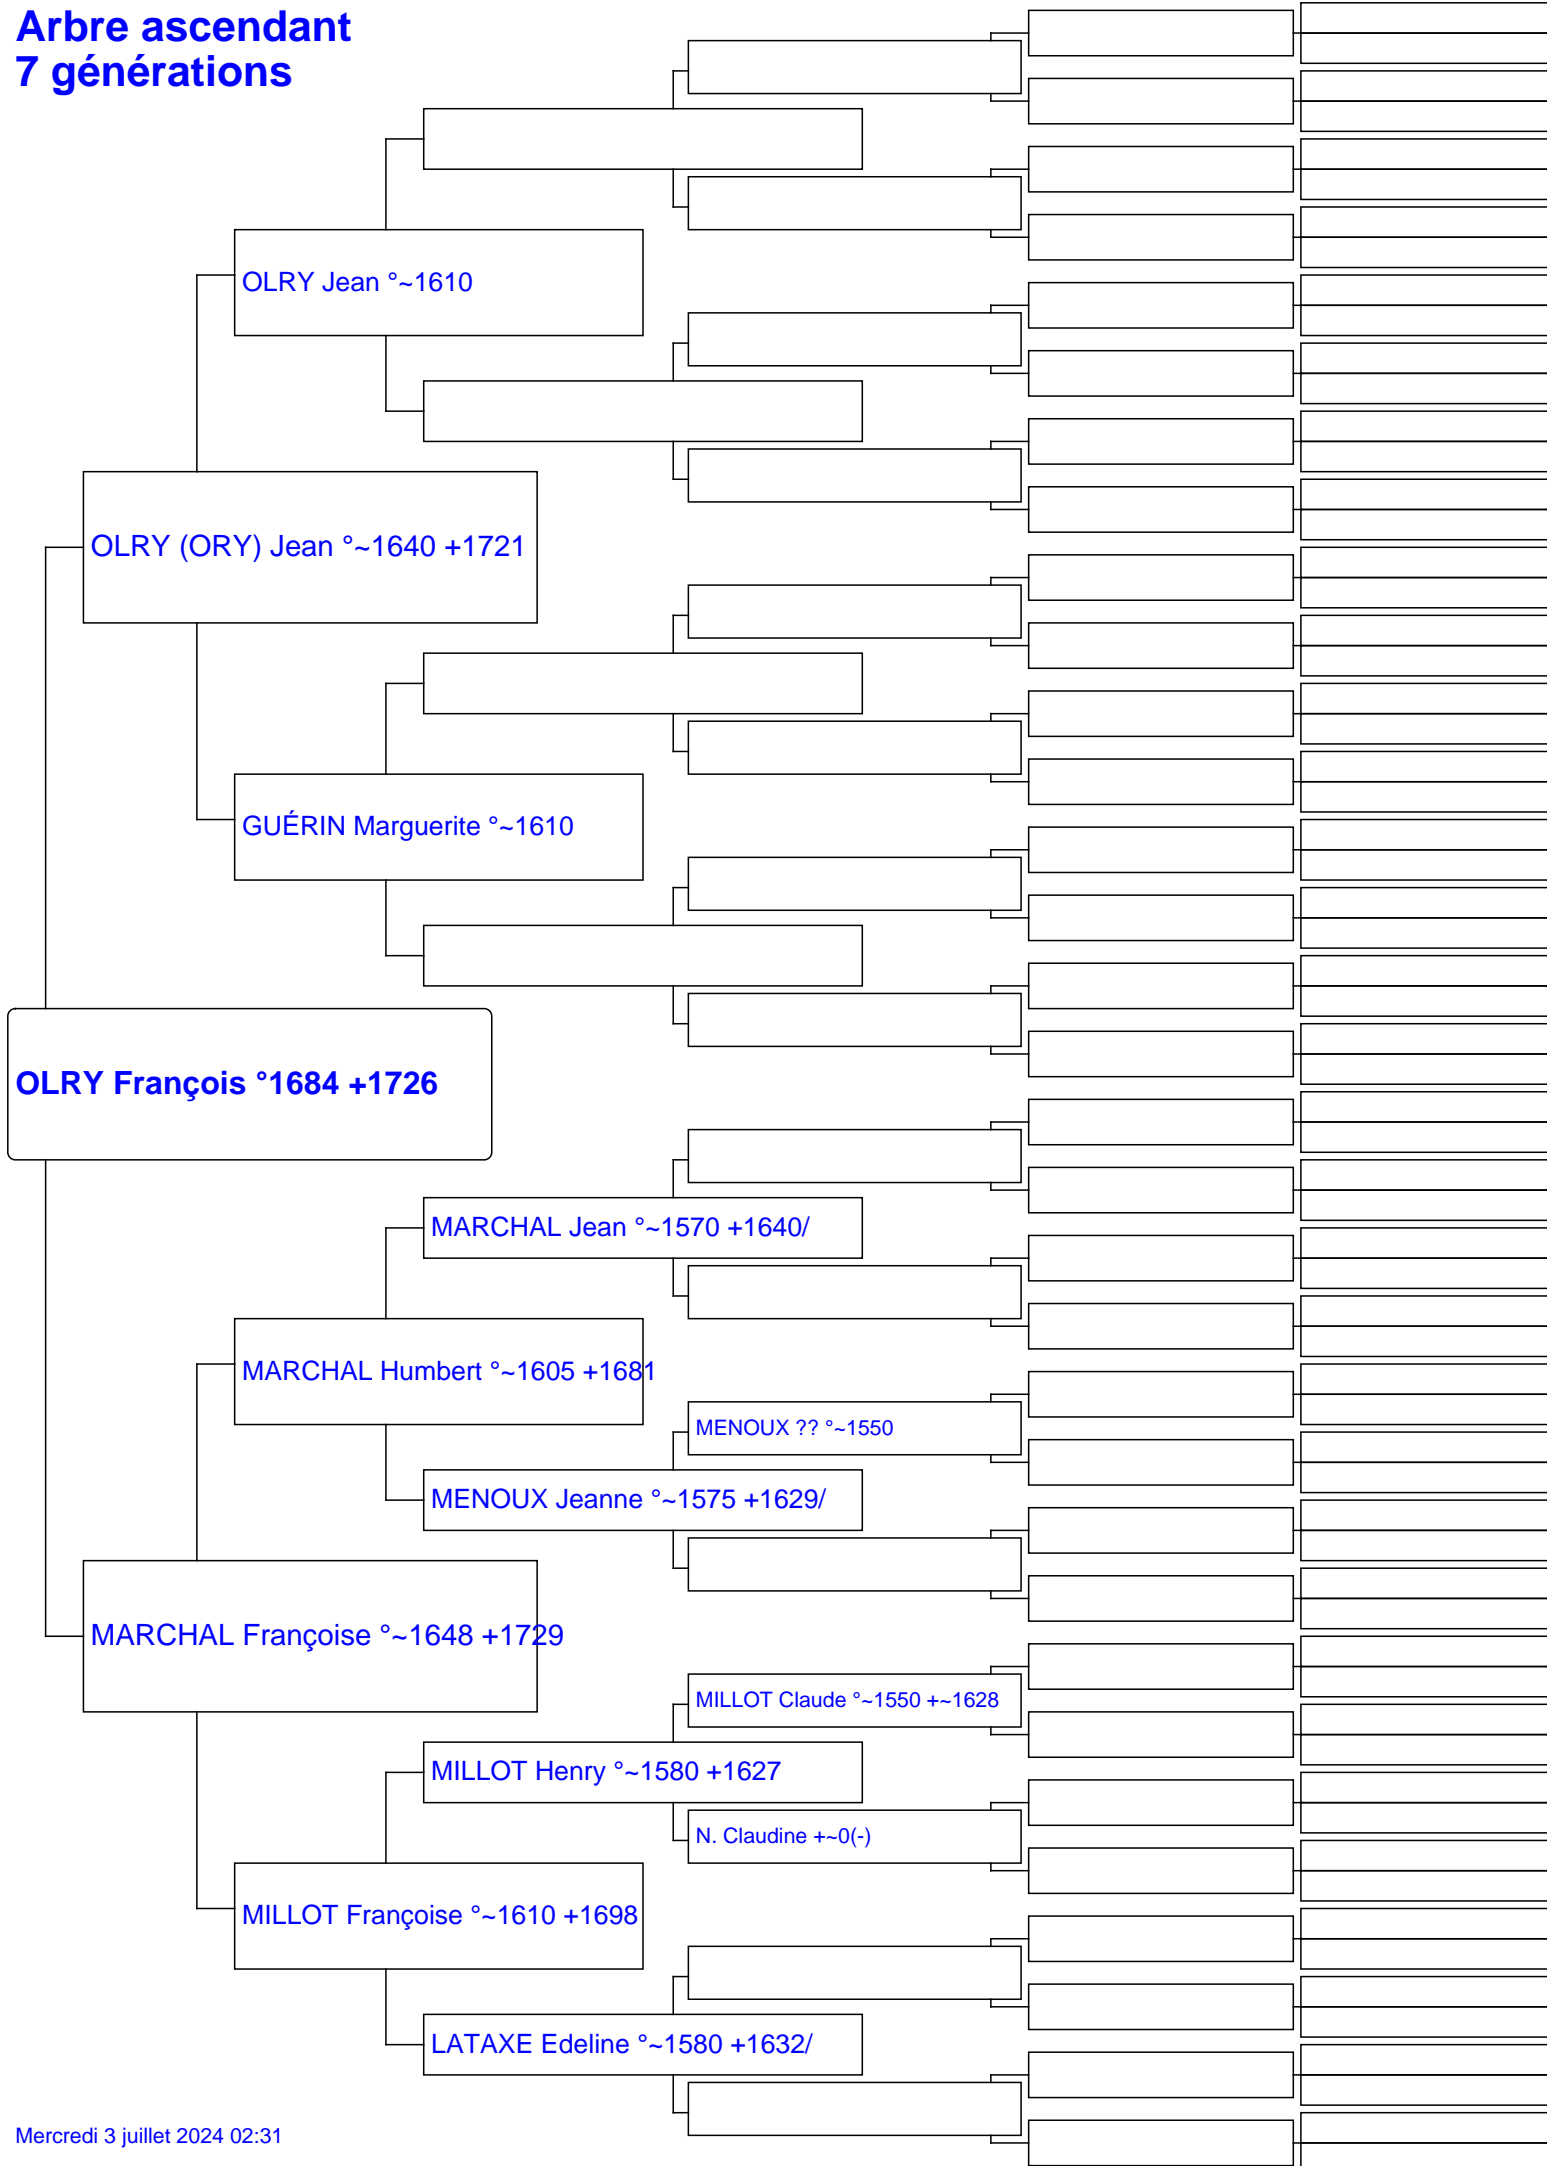 Arbre ascendant
7 générations
OLRY Jean °~1610
OLRY (ORY) Jean °~1640 +1721
GUÉRIN Marguerite °~1610
OLRY François °1684 +1726
MARCHAL Jean °~1570 +1640/
MARCHAL Humbert °~1605 +1681
MENOUX ?? °~1550
MENOUX Jeanne °~1575 +1629/
MARCHAL Françoise °~1648 +1729
MILLOT Claude °~1550 +~1628
MILLOT Henry °~1580 +1627
N. Claudine +~0(-)
MILLOT Françoise °~1610 +1698
LATAXE Edeline °~1580 +1632/
Mercredi 3 juillet 2024 02:31